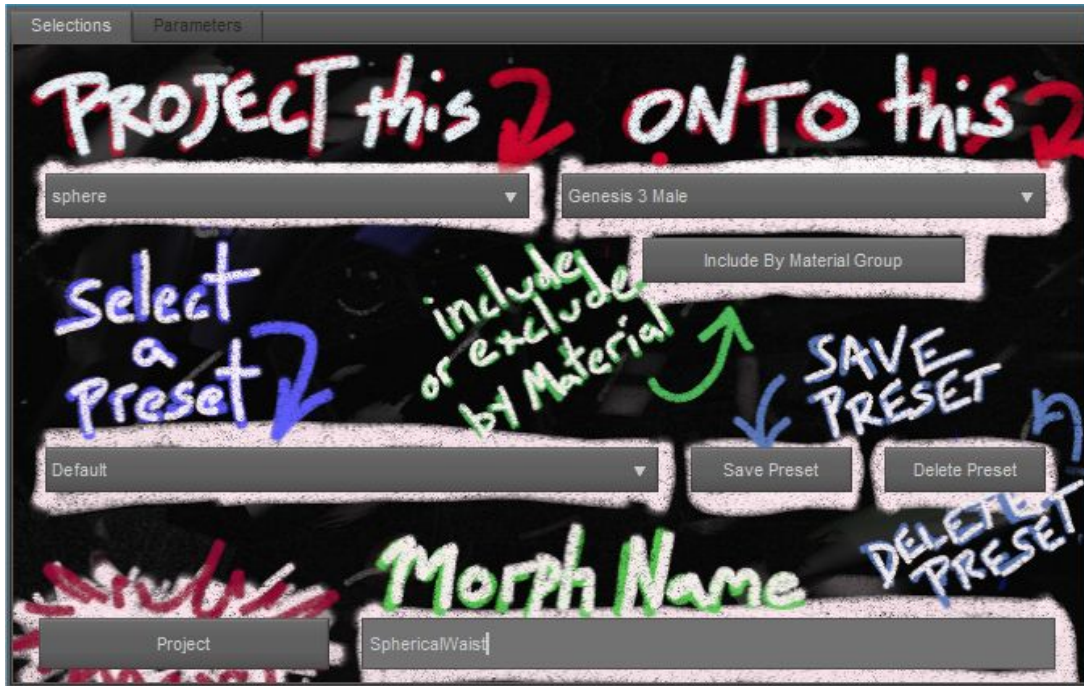 Selections Parameters
PROJECT this ONTO this
sphere Genesis 3 Male
Include By Material Group
Select
a
Preset
include
or exclude
by Material
SAVE
PRESET
Default Save Preset Delete Preset
DELETE
PRESET
Morph Name
Project SphericalWaist